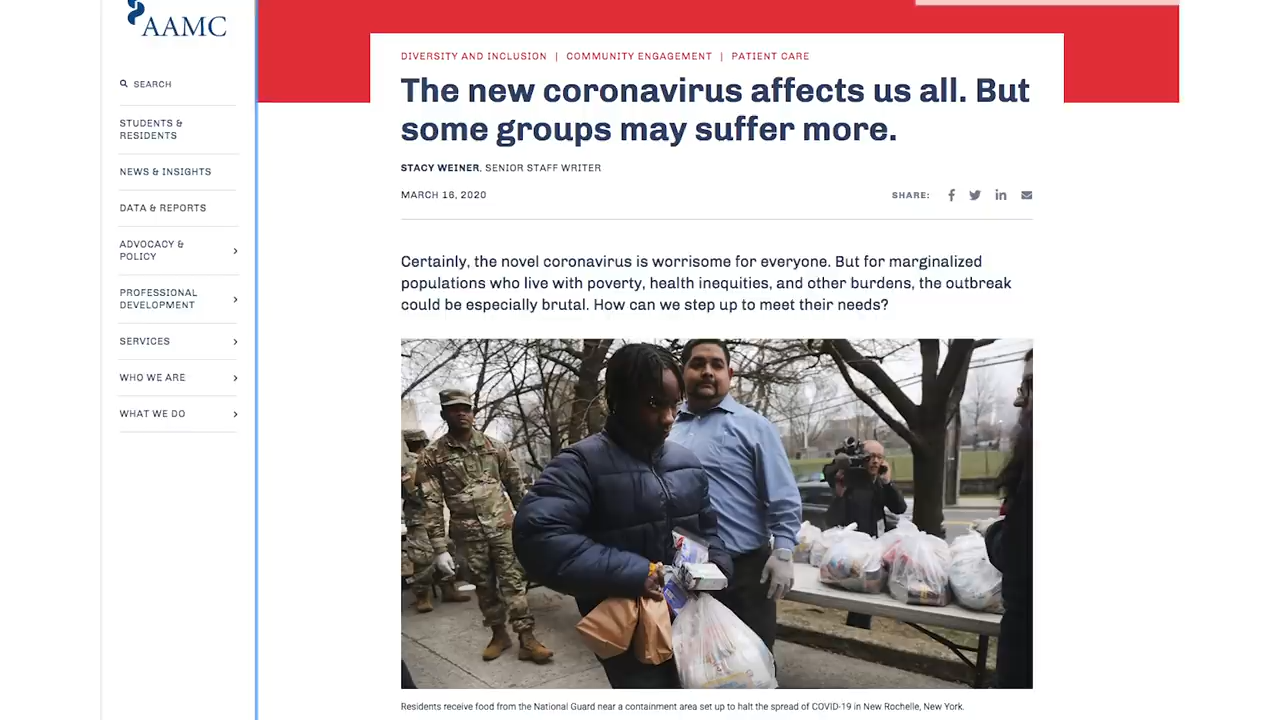 AAMC
SEARCH
STUDENTS &
RESIDENTS
NEWS & INSIGHTS
DATA & REPORTS
ADVOCACY &
POLICY
PROFESSIONAL
DEVELOPMENT
SERVICES
WHO WE ARE
WHAT WE DO
DIVERSITY AND INCLUSION | COMMUNITY ENGAGEMENT | PATIENT CARE
The new coronavirus affects us all. But
some groups may suffer more.
STACY WEINER, SENIOR STAFF WRITER
MARCH 16, 2020
SHARE:
Certainly, the novel coronavirus is worrisome for everyone. But for marginalized
populations who live with poverty, health inequities, and other burdens, the outbreak
could be especially brutal. How can we step up to meet their needs?
Residents receive food from the National Guard near a containment area set up to halt the spread of COVID-19 in New Rochelle, New York.